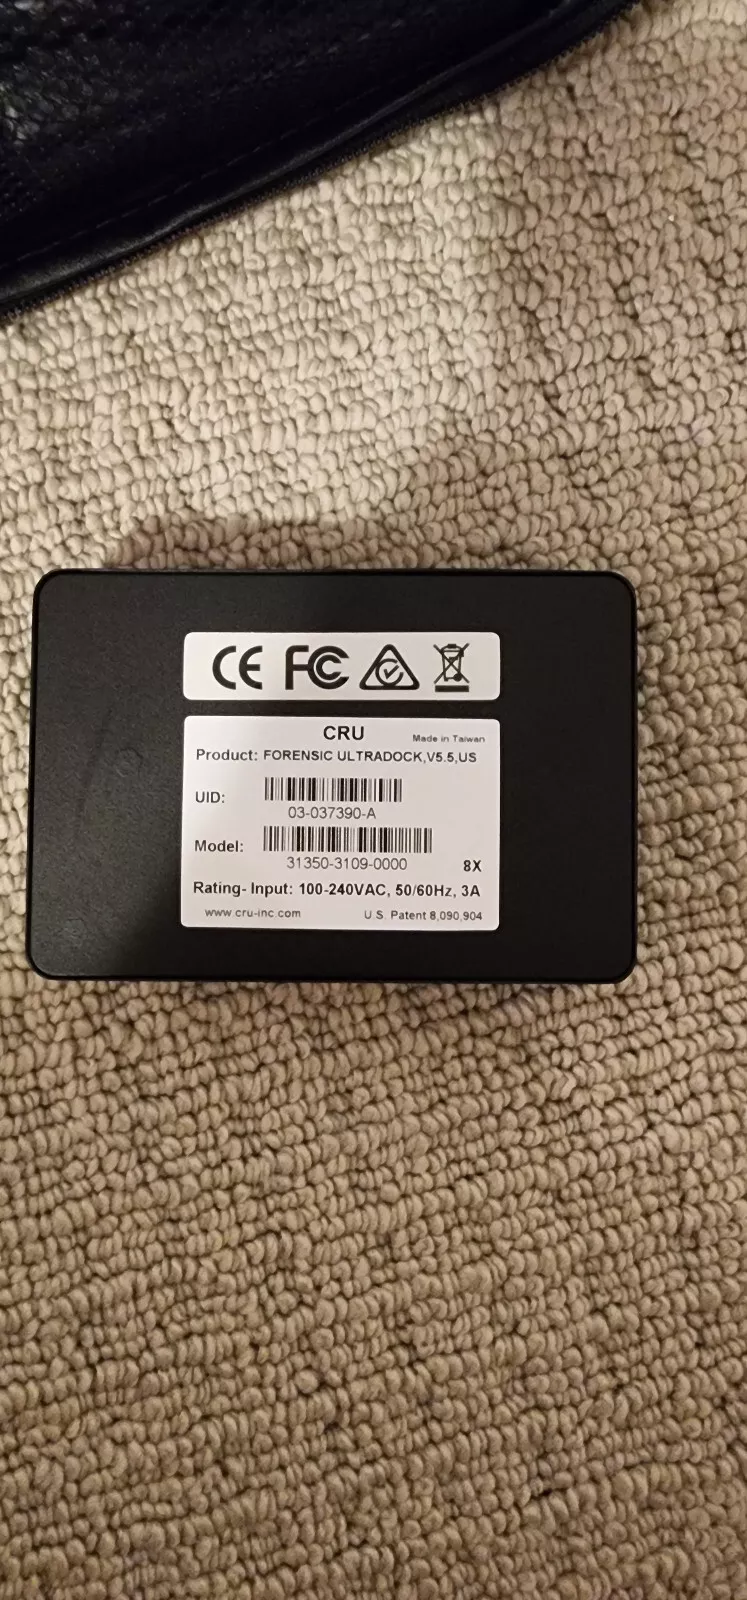 CE FC
CRU
Made in Taiwan
Product: FORENSIC ULTRADOCK,V5.5,US
UID:
03-037390-A
Model:
31350-3109-0000
8X
Rating- Input: 100-240VAC, 50/60Hz, 3A
www.cru-inc.com
U.S. Patent 8,090,904